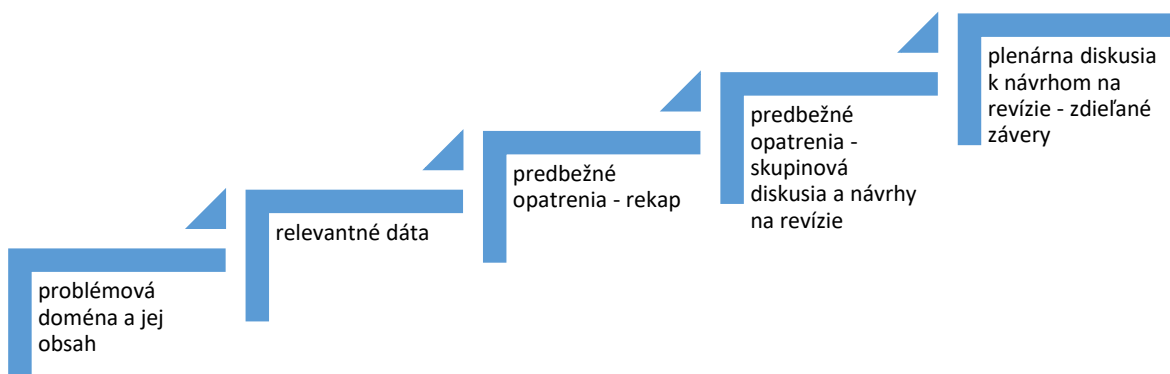 problémová
doména a jej
obsah
relevantné dáta
predbežné
opatrenia - rekap
predbežné
opatrenia -
skupinová
diskusia a návrhy
na revízie
plenárna diskusia
k návrhom na
revízie - zdieľané
závery